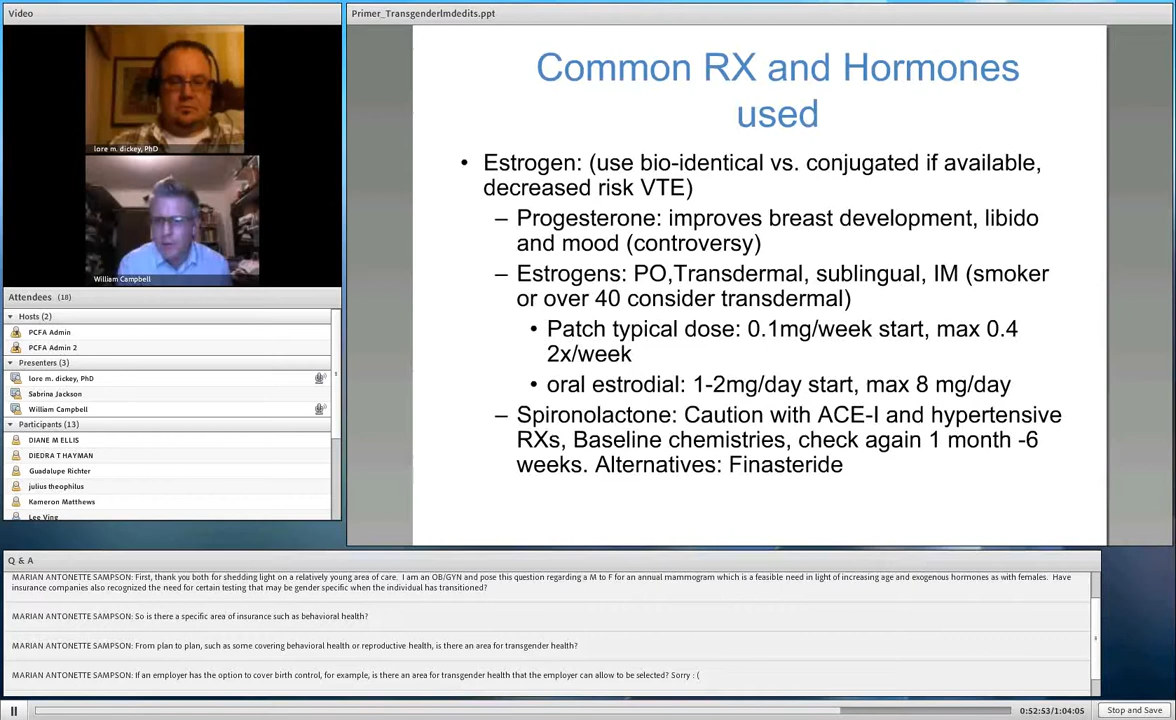 Video
lore m. dickey, PhD
William Campbell
Attendees (18)
Hosts (2)
PCFA Admin
PCFA Admin 2
Presenters (3)
lore m. dickey, PhD
Sabrina Jackson
William Campbell
Participants (13)
DIANE M ELLIS
DIEDRA T HAYMAN
Guadalupe Richter
julius theophilus
Kameron Matthews
Lee Ving
Primer_TransgenderImdedits.ppt
Common RX and Hormones
used
• Estrogen: (use bio-identical vs. conjugated if available,
decreased risk VTE)
– Progesterone: improves breast development, libido
and mood (controversy)
– Estrogens: PO,Transdermal, sublingual, IM (smoker
or over 40 consider transdermal)
• Patch typical dose: 0.1mg/week start, max 0.4
2x/week
• oral estrodial: 1-2mg/day start, max 8 mg/day
– Spironolactone: Caution with ACE-I and hypertensive
RXs, Baseline chemistries, check again 1 month -6
weeks. Alternatives: Finasteride
Q & A
MARIAN ANTONETTE SAMPSON: First, thank you both for shedding light on a relatively young area of care. I am an OB/GYN and pose this question regarding a M to F for an annual mammogram which is a feasible need in light of increasing age and exogenous hormones as with females. Have
insurance companies also recognized the need for certain testing that may be gender specific when the individual has transitioned?
MARIAN ANTONETTE SAMPSON: So is there a specific area of insurance such as behavioral health?
MARIAN ANTONETTE SAMPSON: From plan to plan, such as some covering behavioral health or reproductive health, is there an area for transgender health?
MARIAN ANTONETTE SAMPSON: If an employer has the option to cover birth control, for example, is there an area for transgender health that the employer can allow to be selected? Sorry : (
0:52:53/1:04:05
Stop and Save